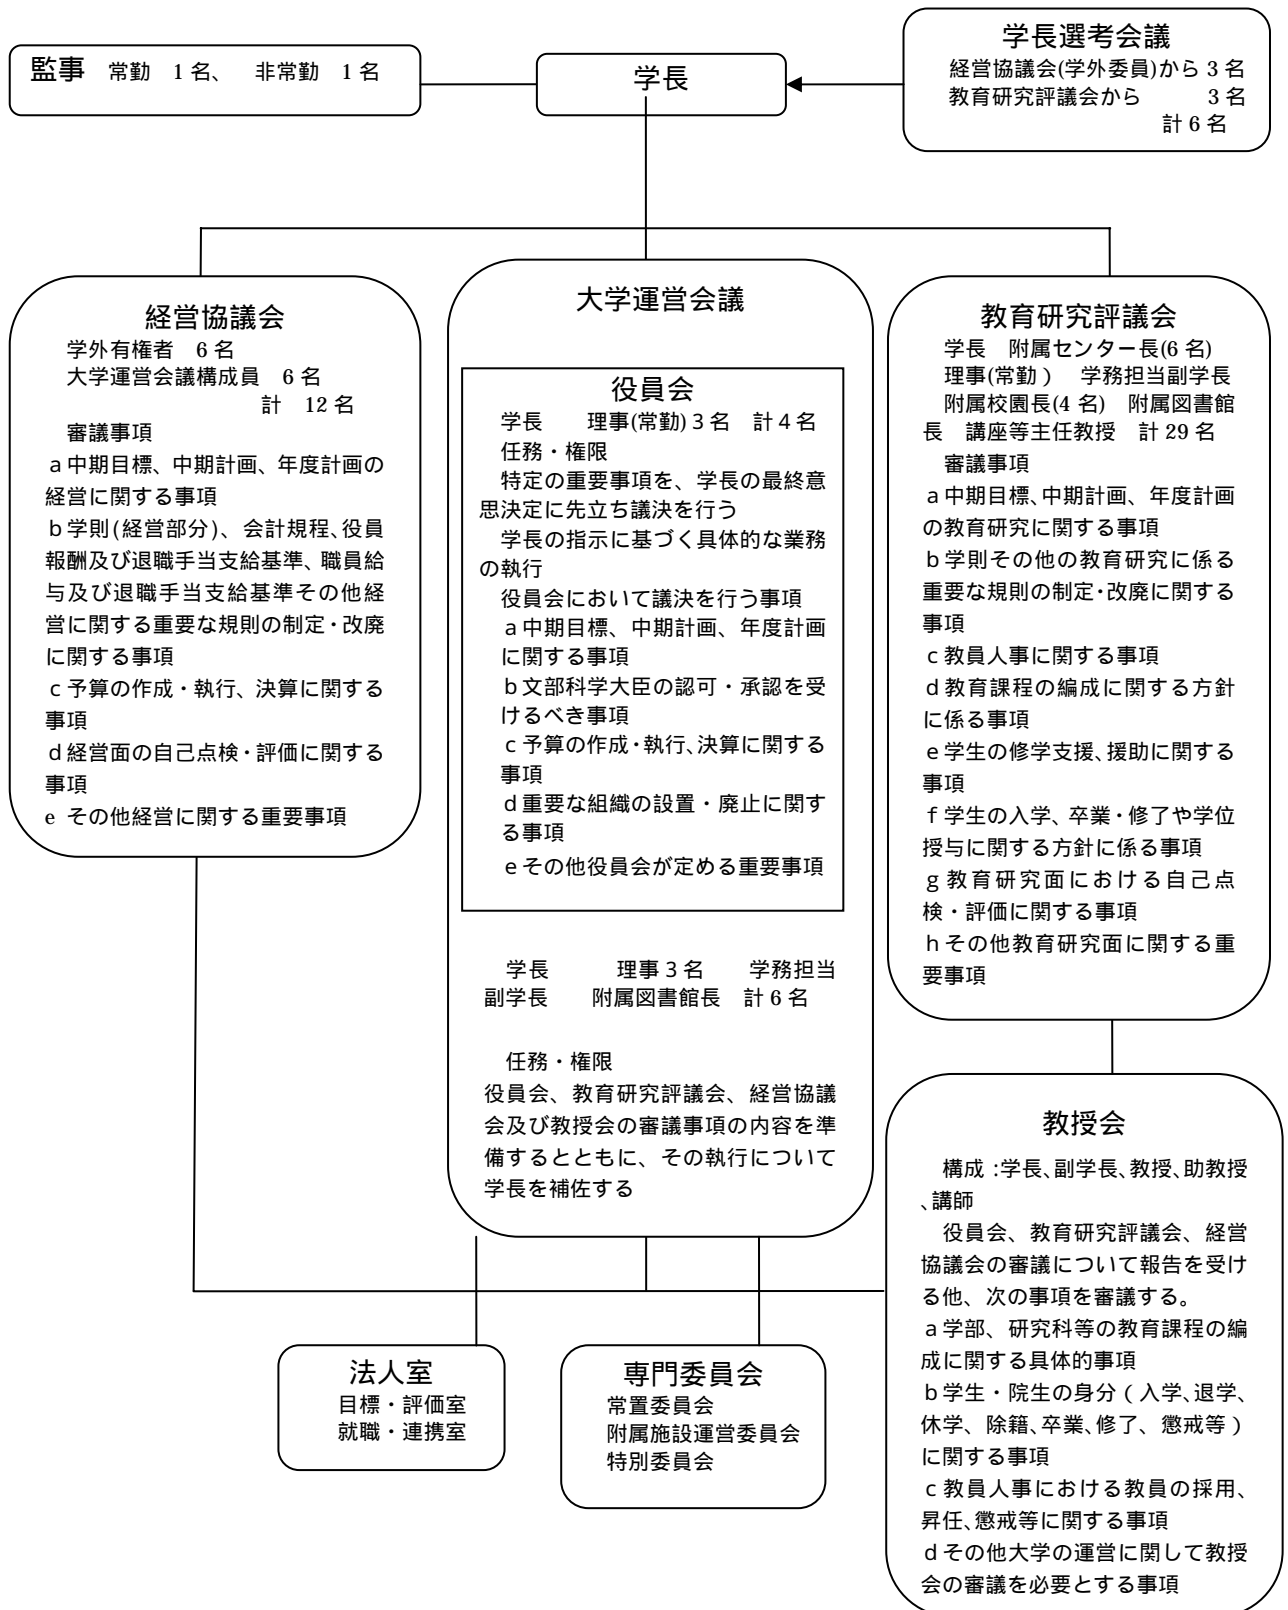 監事 常勤 1名、 非常勤 1名
学長
学長選考会議
経営協議会(学外委員)から 3 名
教育研究評議会から 3 名
計 6 名
経営協議会
学外有権者 6 名
大学運営会議構成員 6 名
計 12 名
審議事項
a 中期目標、中期計画、年度計画の
経営に関する事項
b 学則(経営部分)、会計規程、役員
報酬及び退職手当支給基準、職員給
与及び退職手当支給基準その他経
営に関する重要な規則の制定・改廃
に関する事項
c 予算の作成・執行、決算に関する
事項
d 経営面の自己点検・評価に関する
事項
e その他経営に関する重要事項
大学運営会議
役員会
学長 理事(常勤) 3 名 計 4 名
任務・権限
特定の重要事項を、学長の最終意
思決定に先立ち議決を行う
学長の指示に基づく具体的な業務
の執行
役員会において議決を行う事項
a 中期目標、中期計画、年度計画
に関する事項
b 文部科学大臣の認可・承認を受
けるべき事項
c 予算の作成・執行、決算に関する
事項
d 重要な組織の設置・廃止に関す
る事項
e その他役員会が定める重要事項
学長 理事 3 名 学務担当
副学長 附属図書館長 計 6 名
任務・権限
役員会、教育研究評議会、経営協議
会及び教授会の審議事項の内容を準
備するとともに、その執行について
学長を補佐する
教育研究評議会
学長 附属センター長(6 名)
理事(常勤) 学務担当副学長
附属校園長(4 名) 附属図書館
長 講座等主任教授 計 29 名
審議事項
a 中期目標、中期計画、年度計画
の教育研究に関する事項
b 学則その他の教育研究に係る
重要な規則の制定・改廃に関する
事項
c 教員人事に関する事項
d 教育課程の編成に関する方針
に係る事項
e 学生の修学支援、援助に関する
事項
f 学生の入学、卒業・修了や学位
授与に関する方針に係る事項
g 教育研究面における自己点
検・評価に関する事項
h その他教育研究面に関する重
要事項
教授会
構成:学長、副学長、教授、助教授
、講師
役員会、教育研究評議会、経営
協議会の審議について報告を受け
る他、次の事項を審議する。
a 学部、研究科等の教育課程の編
成に関する具体的事項
b 学生・院生の身分(入学、退学、
休学、除籍、卒業、修了、懲戒等)
に関する事項
c 教員人事における教員の採用、
昇任、懲戒等に関する事項
d その他大学の運営に関して教授
会の審議を必要とする事項
法人室
目標・評価室
就職・連携室
専門委員会
常置委員会
附属施設運営委員会
特別委員会